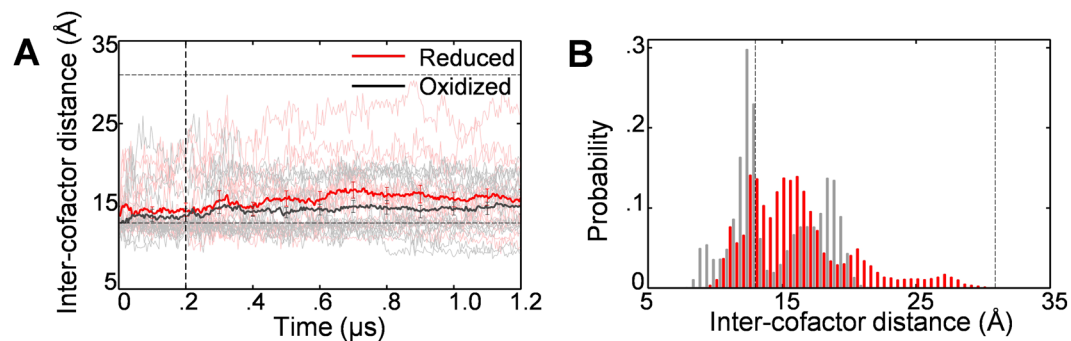 A
Inter-cofactor distance (Å)
35
25
15
5
Reduced
Oxidized
0 .2 .4 .6 .8 1.0 1.2
Time (μs)
B
Probability
.3
.2
.1
0
5 15 25 35
Inter-cofactor distance (Å)